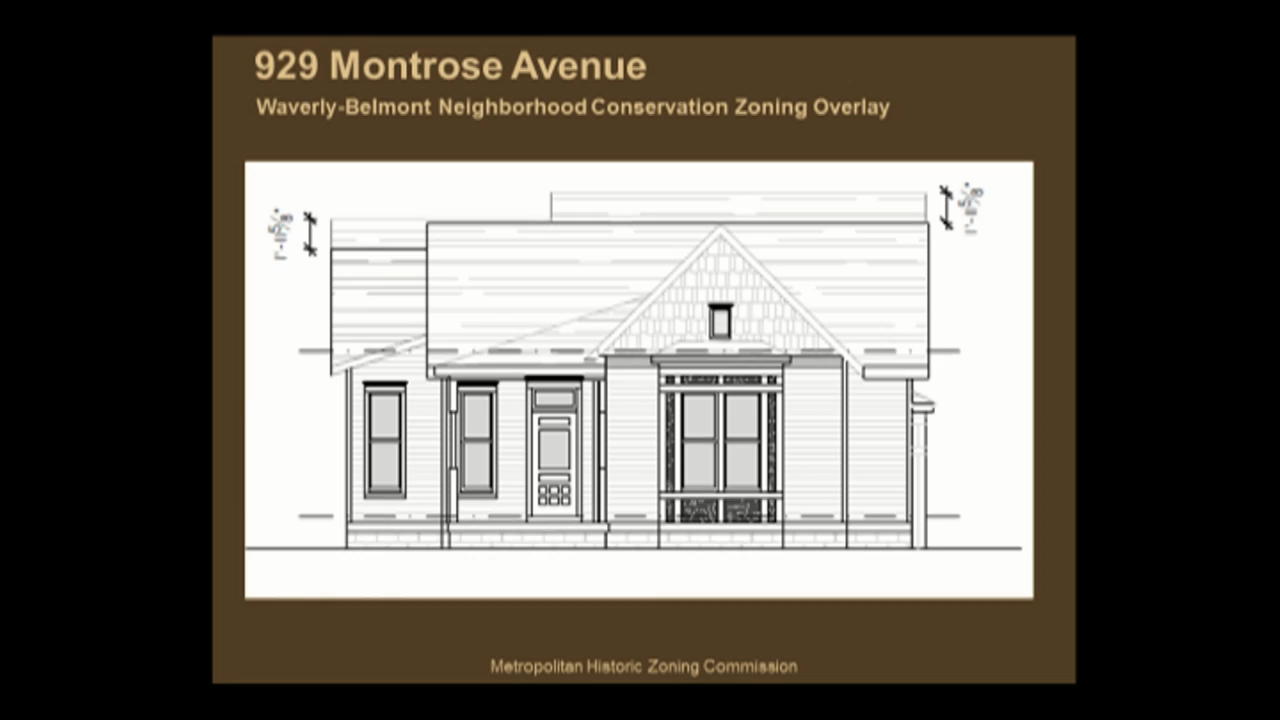 929 Montrose Avenue
Waverly-Belmont Neighborhood Conservation Zoning Overlay
Metropolitan Historic Zoning Commission